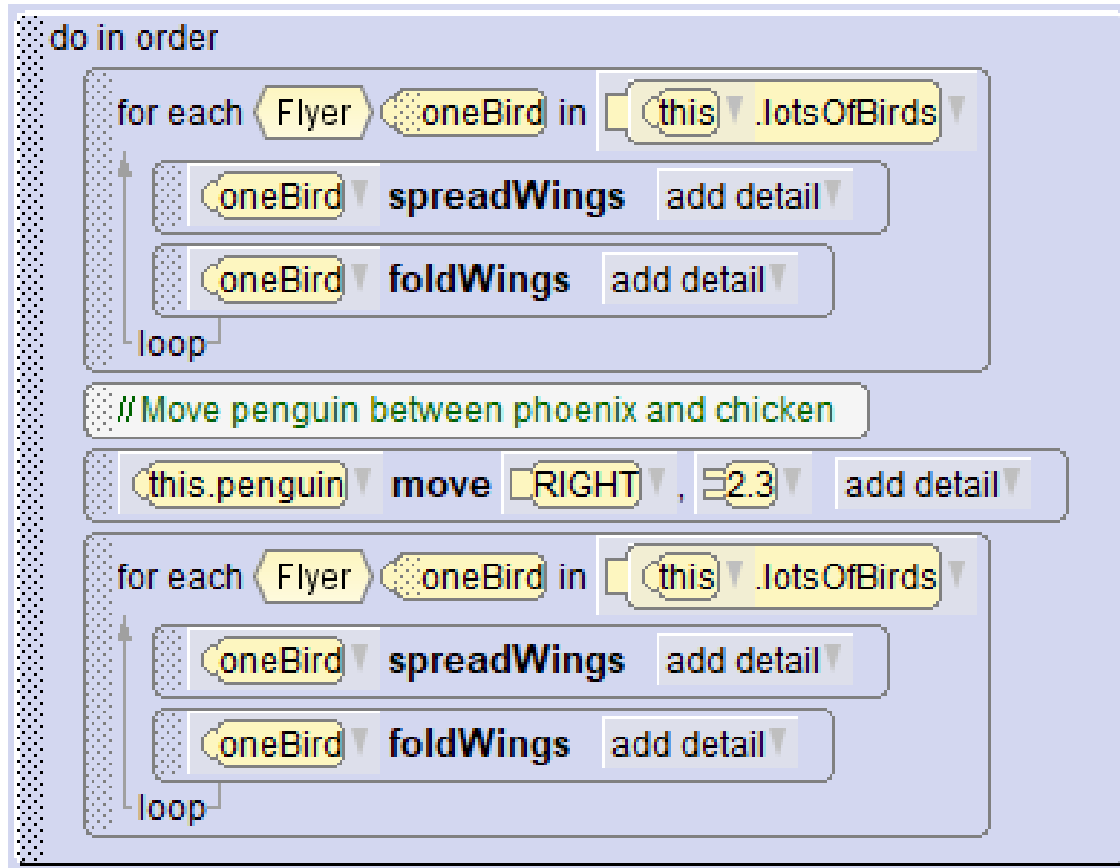 do in order
for each Flyer oneBird in this .lotsOfBirds
oneBird spreadWings add detail
oneBird foldWings add detail
loop
// Move penguin between phoenix and chicken
this.penguin move RIGHT , 2.3 add detail
for each Flyer oneBird in this .lotsOfBirds
oneBird spreadWings add detail
oneBird foldWings add detail
loop